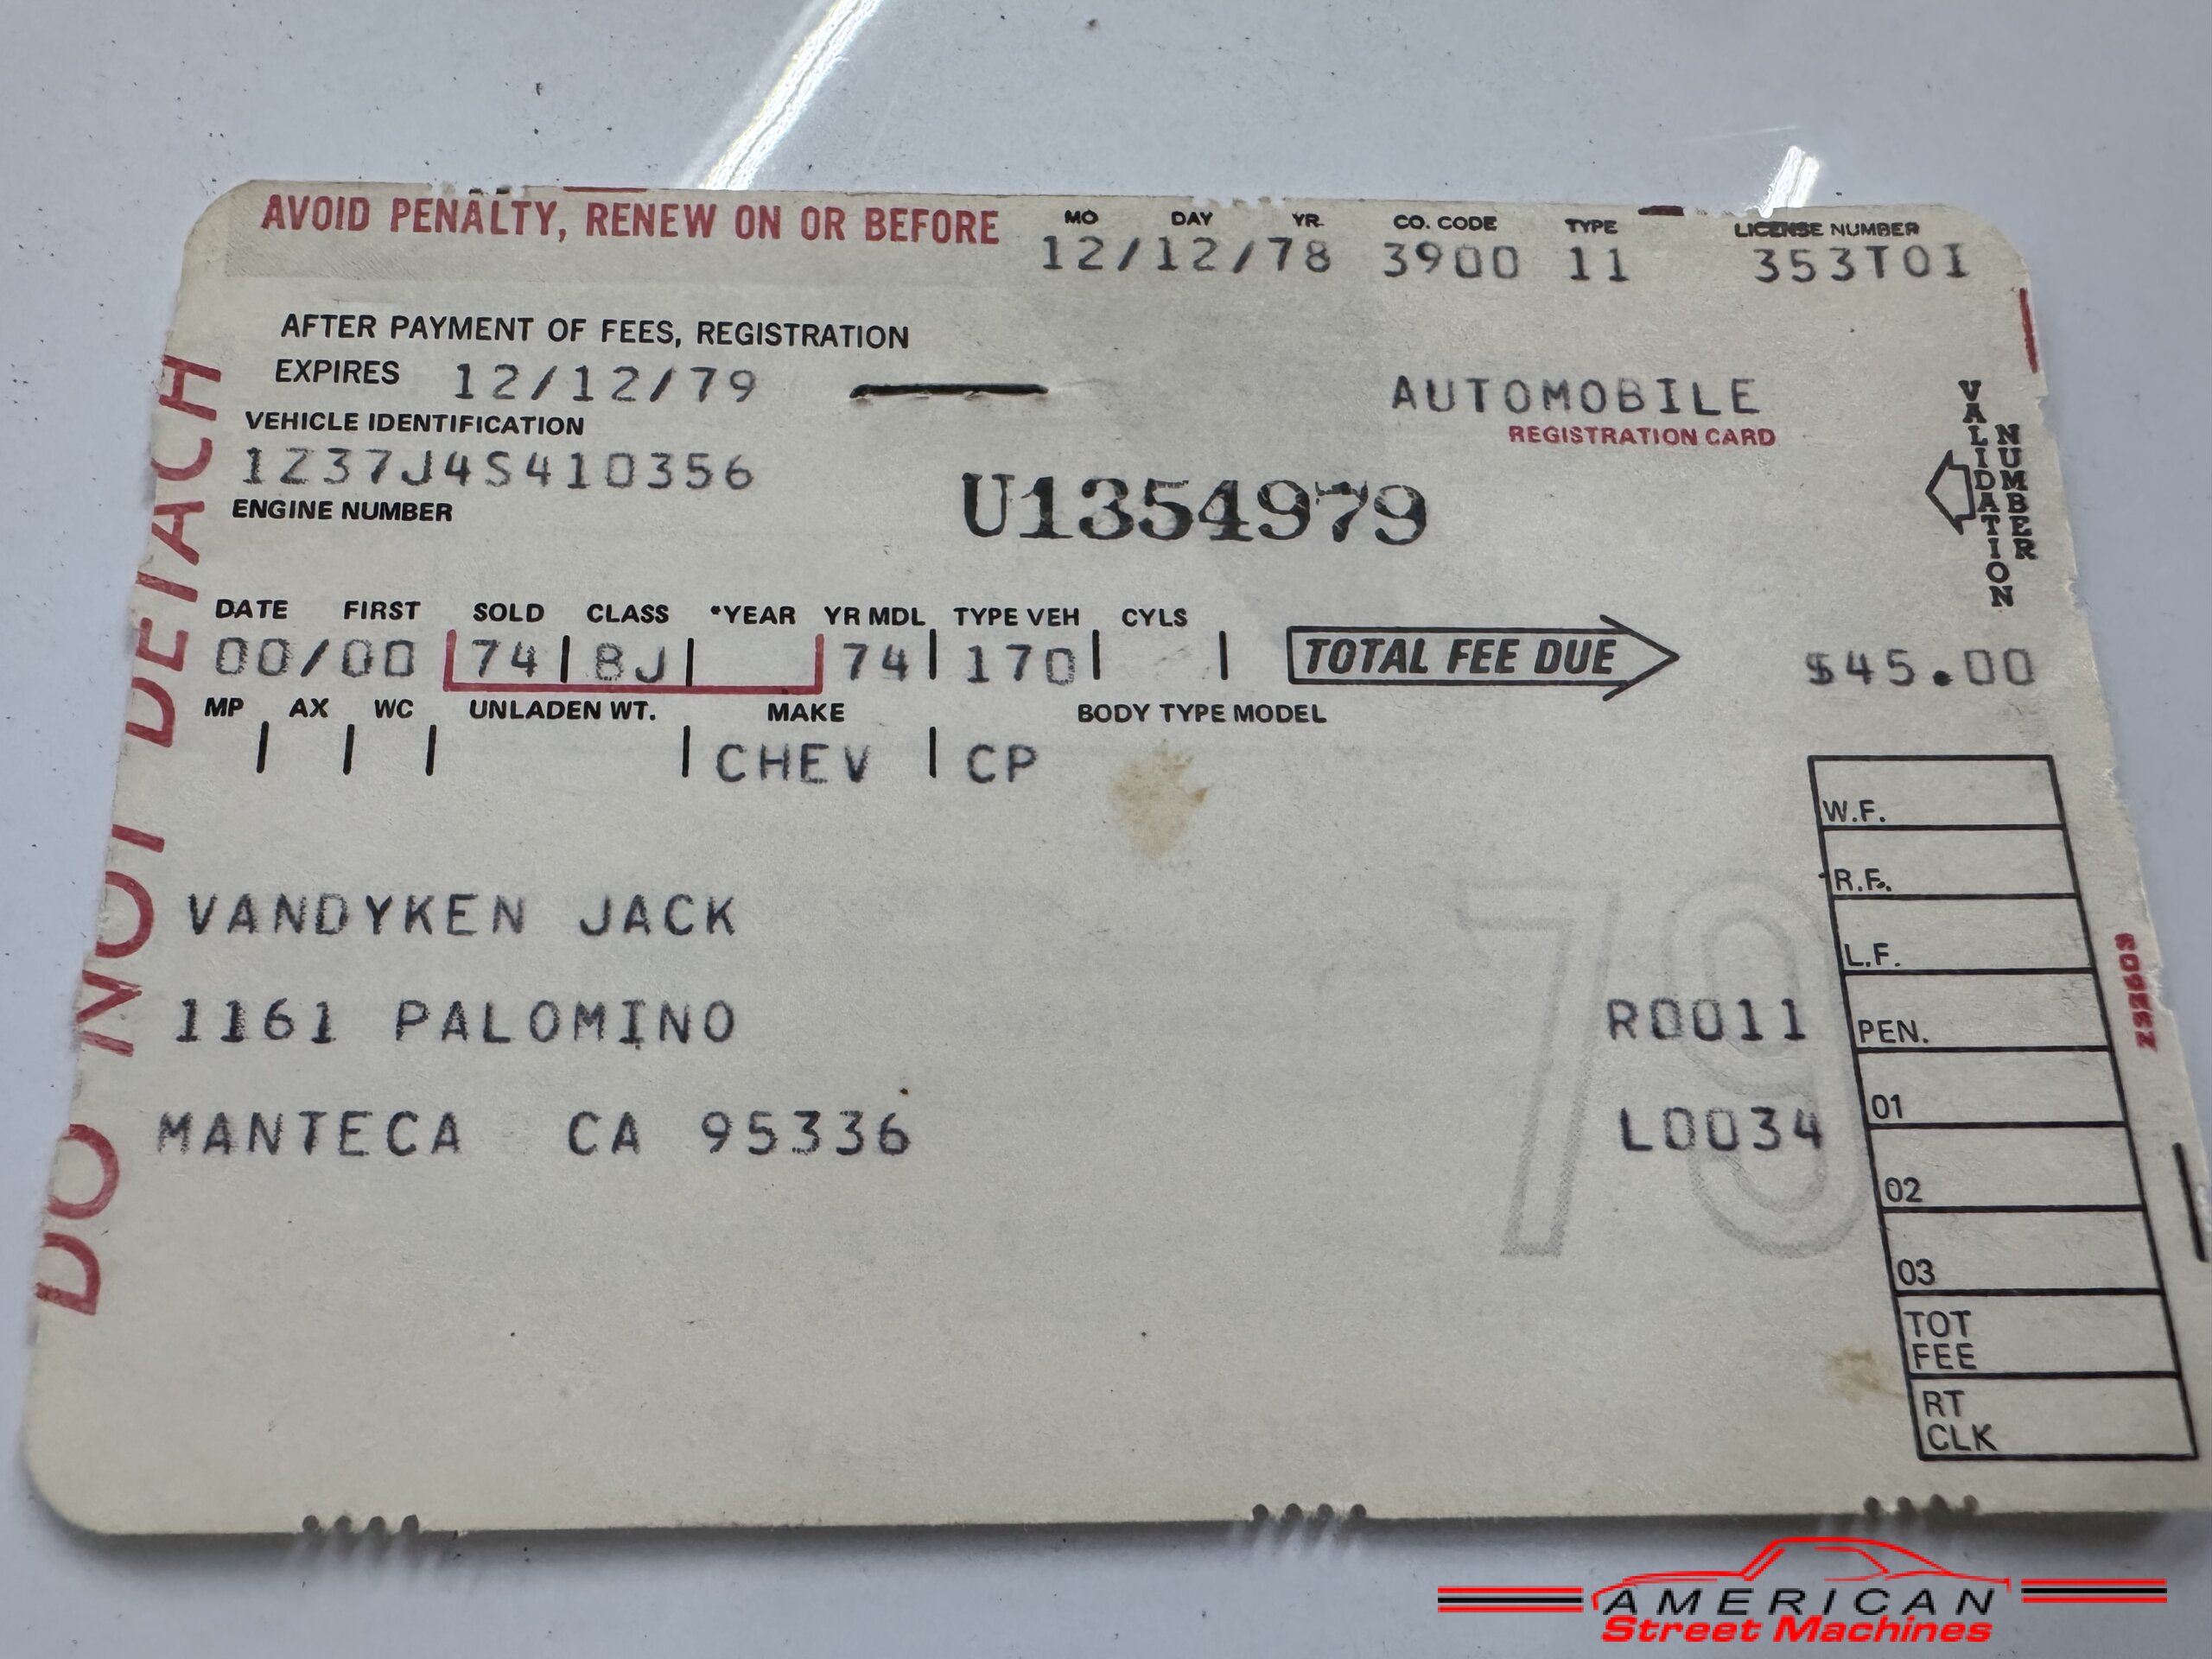 AVOID PENALTY, RENEW ON OR BEFORE
MO DAY YR. CO. CODE TYPE LICENSE NUMBER
12/12/78 3900 11 353TOI
AFTER PAYMENT OF FEES, REGISTRATION
EXPIRES 12/12/79
AUTOMOBILE
REGISTRATION CARD
VALIDATION NUMBER
VEHICLE IDENTIFICATION
1Z37J4S410356
ENGINE NUMBER
U1354979
DATE FIRST SOLD CLASS *YEAR YR MDL TYPE VEH CYLS
00/00 74 BJ 74 170
TOTAL FEE DUE $45.00
MP AX WC UNLADEN WT. MAKE BODY TYPE MODEL
CHEV CP
VANDYKEN JACK
1161 PALOMINO R0011
MANTECA CA 95336 L0034
79
W.F.
R.F.
L.F.
PEN.
01
02
03
TOT
FEE
RT
CLK
DO NOT DETACH
AMERICAN
Street Machines